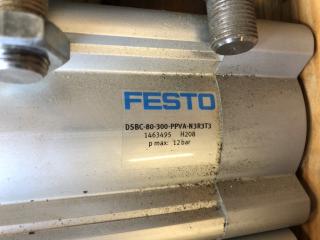 FESTO
DSBC-80-300-PPVA-N3R3T3
1463495 H208
p max: 12bar